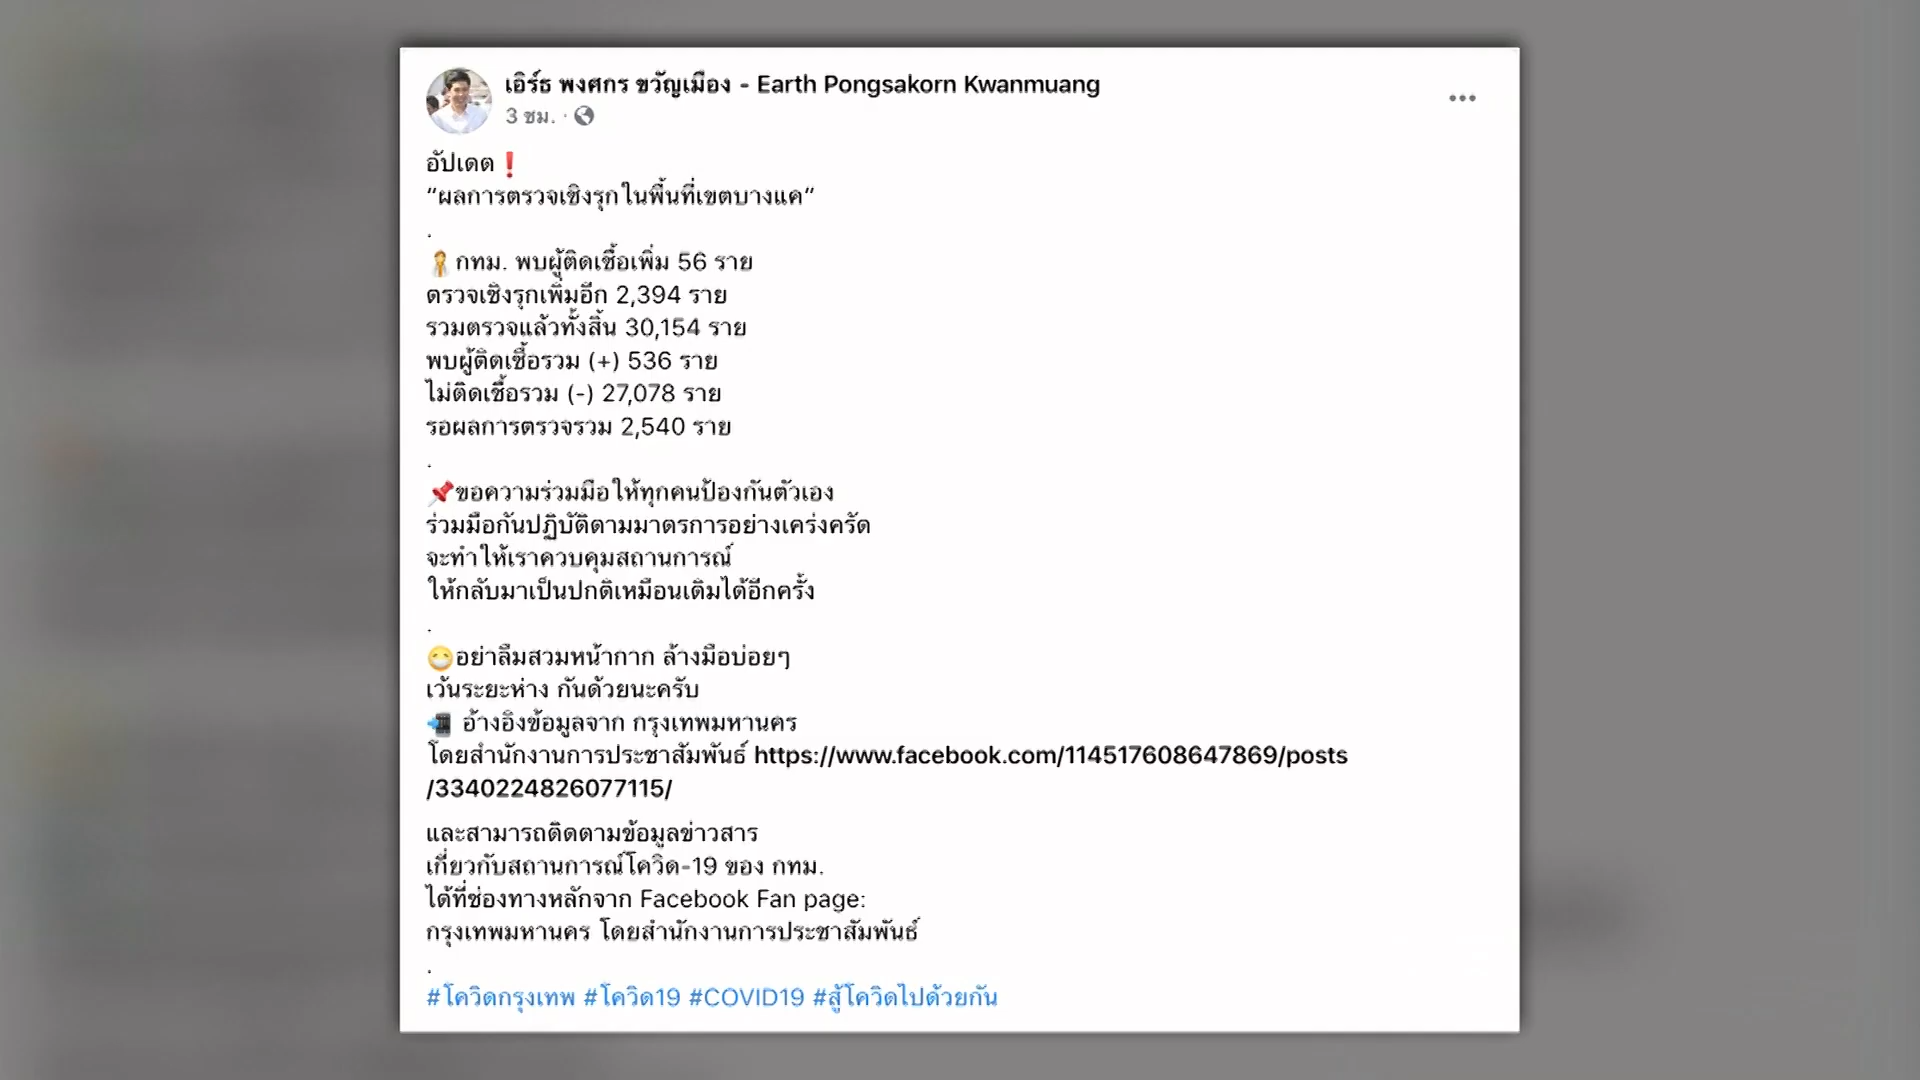 เอิร์ธ พงศกร ขวัญเมือง - Earth Pongsakorn Kwanmuang
3 ชม. ·
อัปเดต❗
“ผลการตรวจเชิงรุกในพื้นที่เขตบางแค”
.
กทม. พบผู้ติดเชื้อเพิ่ม 56 ราย
ตรวจเชิงรุกเพิ่มอีก 2,394 ราย
รวมตรวจแล้วทั้งสิ้น 30,154 ราย
พบผู้ติดเชื้อรวม (+) 536 ราย
ไม่ติดเชื้อรวม (-) 27,078 ราย
รอผลการตรวจรวม 2,540 ราย
.
📌ขอความร่วมมือให้ทุกคนป้องกันตัวเอง
ร่วมมือกันปฏิบัติตามมาตรการอย่างเคร่งครัด
จะทำให้เราควบคุมสถานการณ์
ให้กลับมาเป็นปกติเหมือนเดิมได้อีกครั้ง
.
😷อย่าลืมสวมหน้ากาก ล้างมือบ่อยๆ
เว้นระยะห่าง กันด้วยนะครับ
📲 อ้างอิงข้อมูลจาก กรุงเทพมหานคร
โดยสำนักงานการประชาสัมพันธ์ https://www.facebook.com/114517608647869/posts
/3340224826077115/
และสามารถติดตามข้อมูลข่าวสาร
เกี่ยวกับสถานการณ์โควิด-19 ของ กทม.
ได้ที่ช่องทางหลักจาก Facebook Fan page:
กรุงเทพมหานคร โดยสำนักงานการประชาสัมพันธ์
.
#โควิดกรุงเทพ #โควิด19 #COVID19 #สู้โควิดไปด้วยกัน